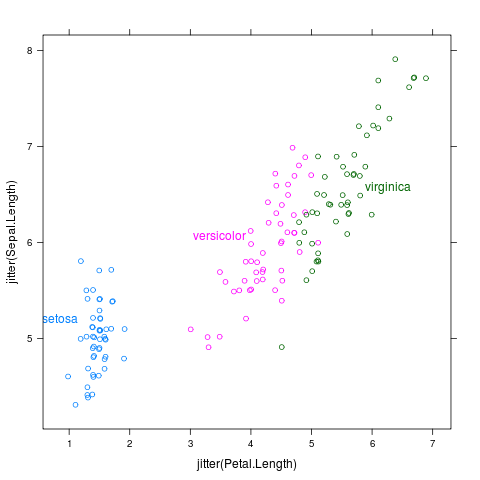 8
7
6
5
1
2
3
4
5
6
7
jitter(Sepal.Length)
jitter(Petal.Length)
setosa
versicolor
virginica